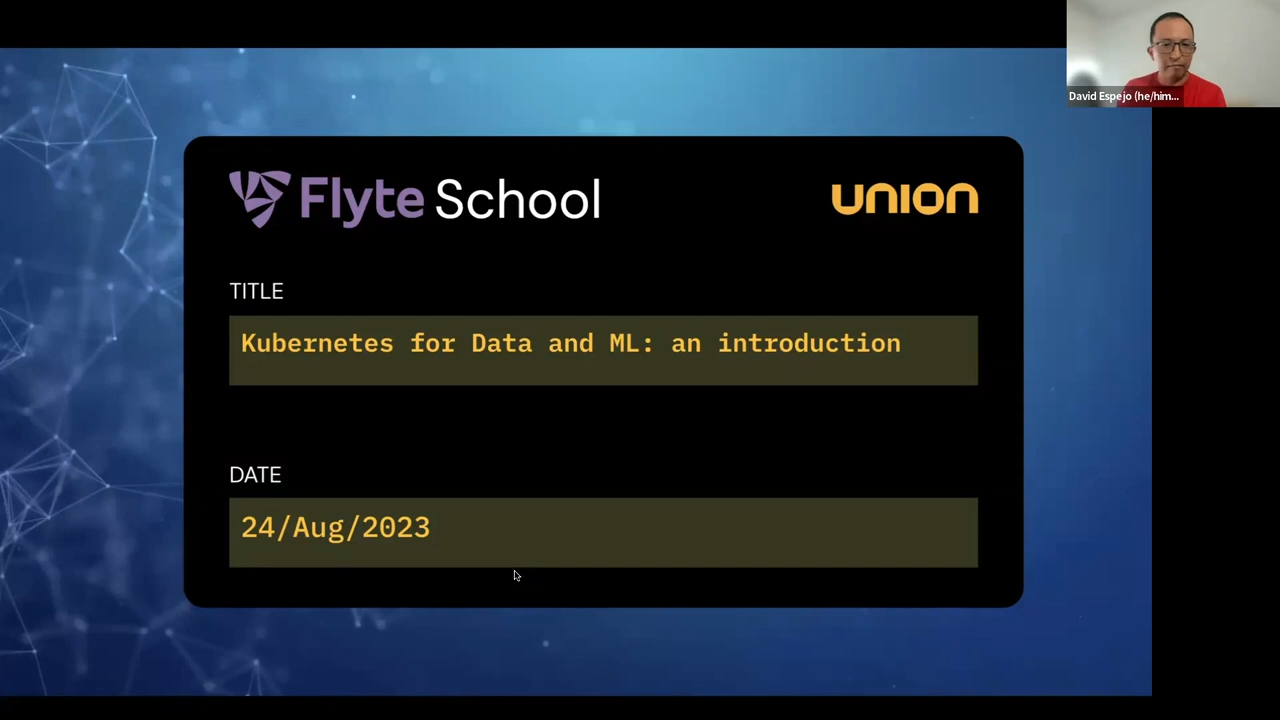 David Espejo (he/him...
Flyte School
UNION
TITLE
Kubernetes for Data and ML: an introduction
DATE
24/Aug/2023